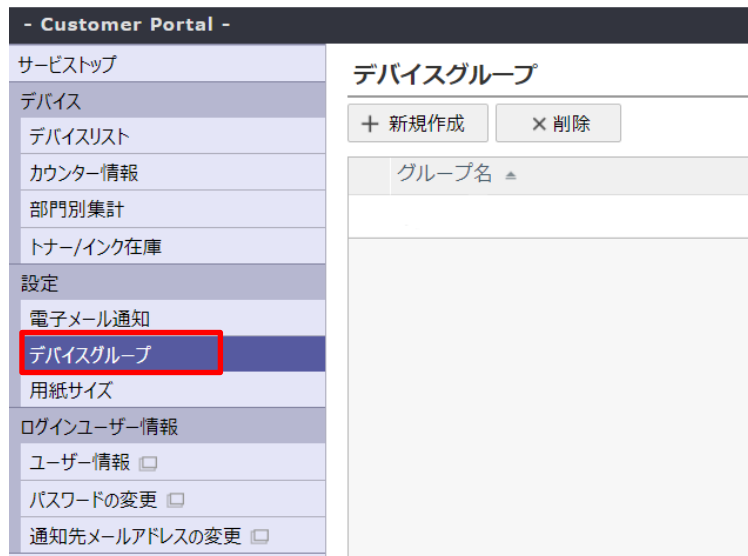 - Customer Portal -
サービストップ
デバイス
デバイスリスト
カウンター情報
部門別集計
トナー/インク在庫
設定
電子メール通知
デバイスグループ
用紙サイズ
ログインユーザー情報
ユーザー情報
パスワードの変更
通知先メールアドレスの変更
デバイスグループ
＋ 新規作成
×削除
グループ名 ▲